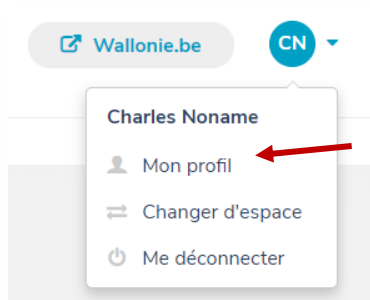 Wallonie.be
CN
Charles Noname
Mon profil
Changer d'espace
Me déconnecter